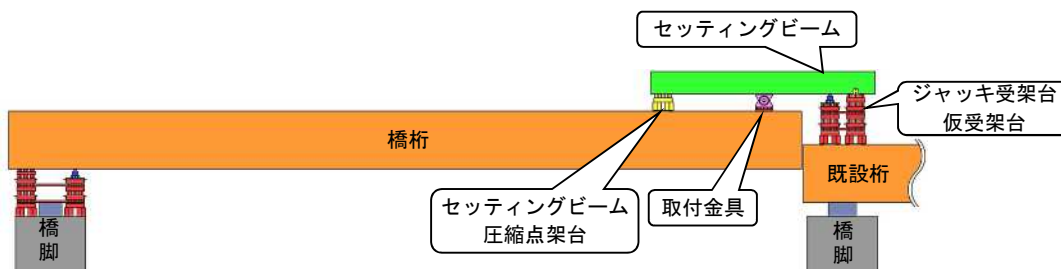 セッティングビーム
ジャッキ受架台
仮受架台
橋桁
既設桁
セッティングビーム
圧縮点架台
取付金具
橋
脚
橋
脚